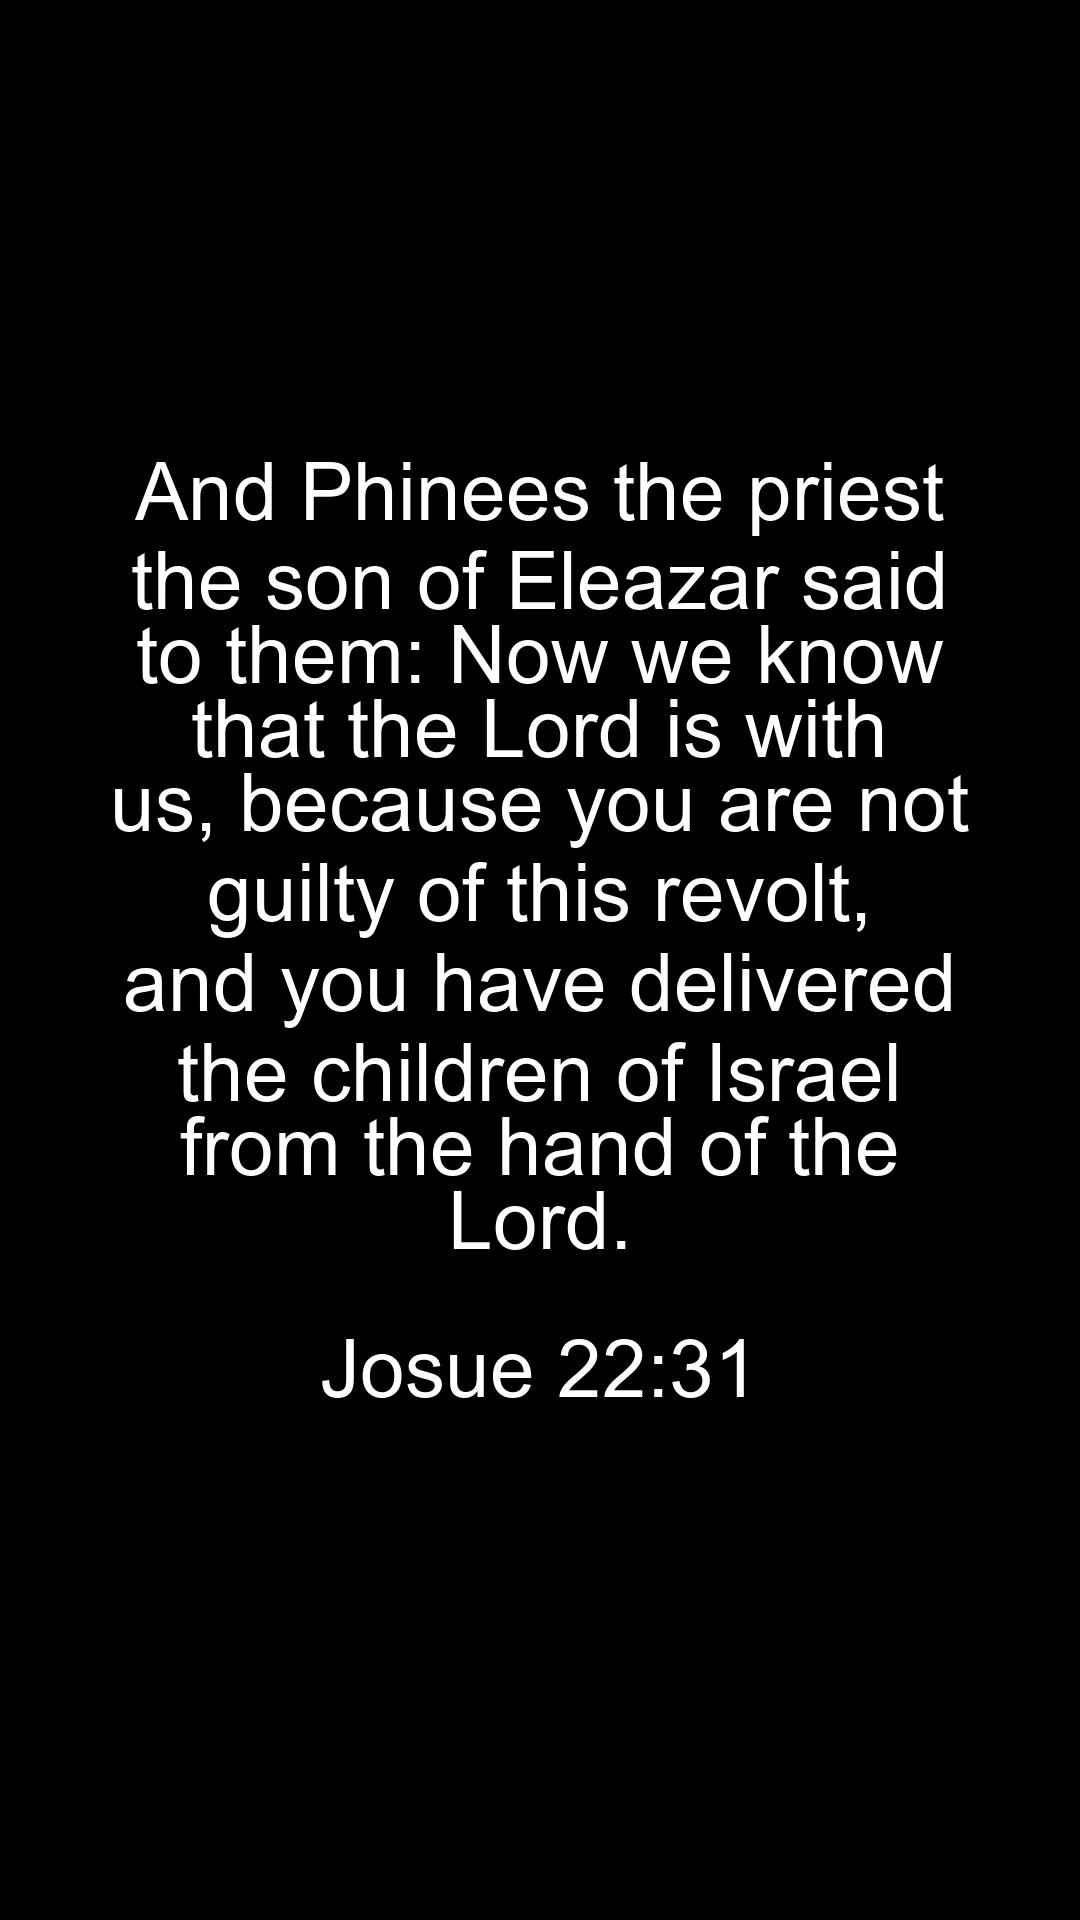 And Phinees the priest
the son of Eleazar said
to them: Now we know
that the Lord is with
us, because you are not
guilty of this revolt,
and you have delivered
the children of Israel
from the hand of the
Lord.
Josue 22:31